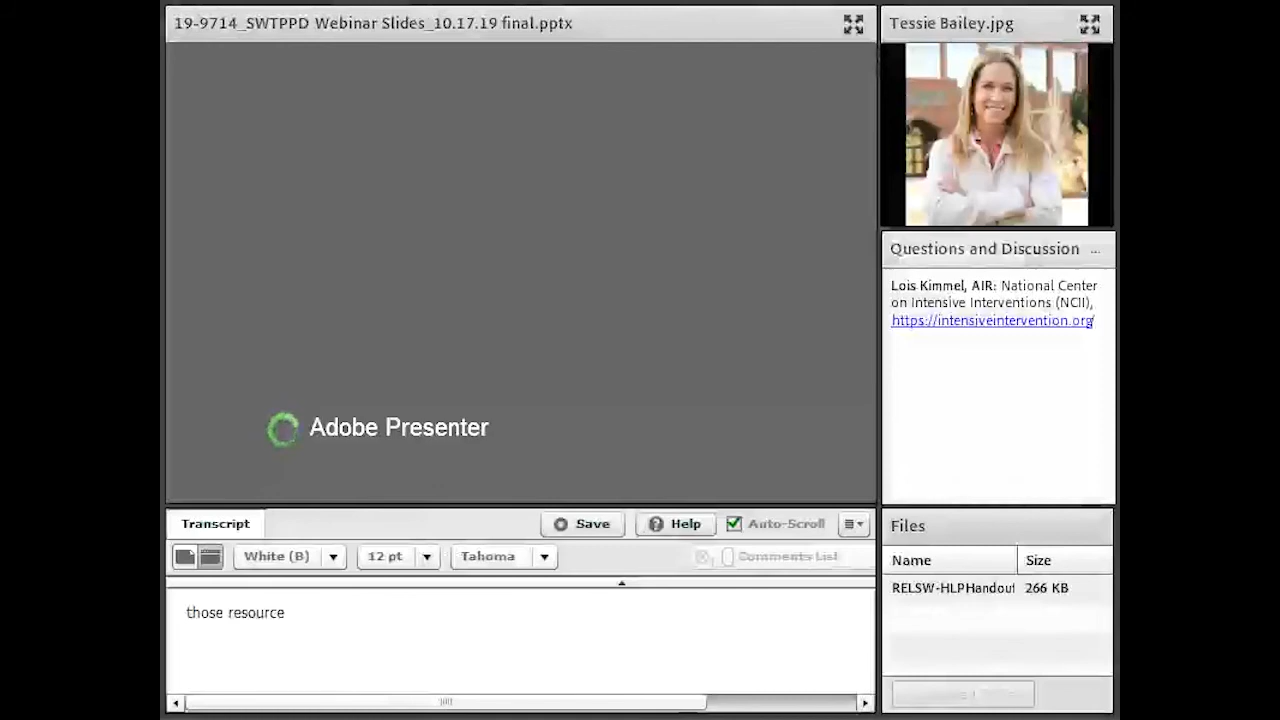 19-9714_SWTPPD Webinar Slides_10.17.19 final.pptx
Tessie Bailey.jpg
Questions and Discussion ...
Lois Kimmel, AIR: National Center
on Intensive Interventions (NCII),
https://intensiveintervention.org/
Adobe Presenter
Transcript
Save
Help
Auto-Scroll
White (B)
12 pt
Tahoma
Comments List
those resource
Files
Name
Size
RELSW-HLPHandout
266 KB